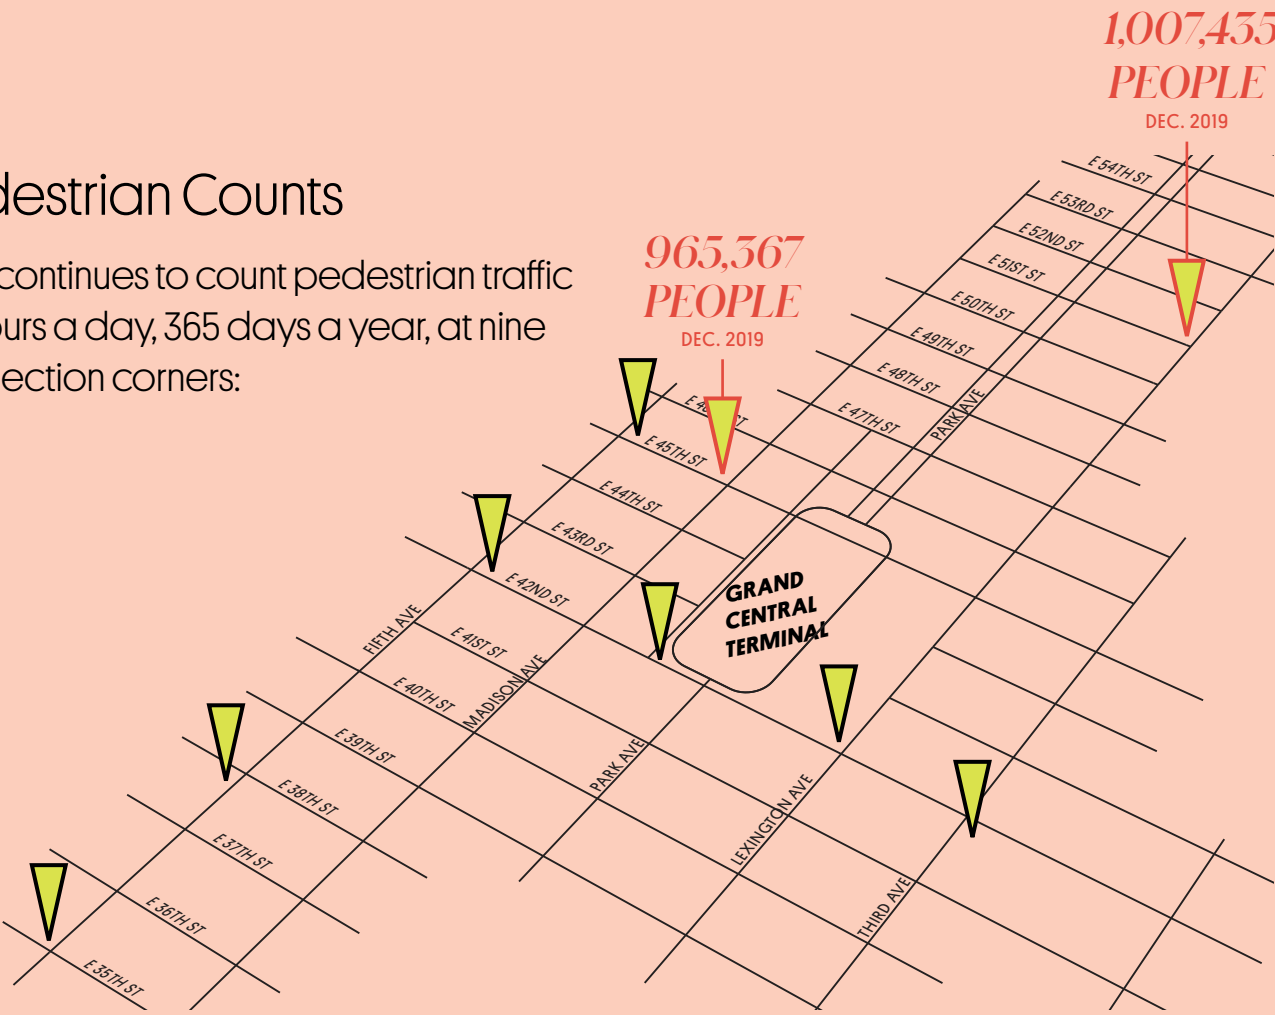 1,007,435
PEOPLE
DEC. 2019
destrian Counts
continues to count pedestrian traffic
urs a day, 365 days a year, at nine
ection corners:
965,367
PEOPLE
DEC. 2019
E 54TH ST
E 53RD ST
E 52ND ST
E 51ST ST
E 50TH ST
E 49TH ST
E 48TH ST
E 47TH ST
PARK AVE
E 45TH ST
E 44TH ST
E 43RD ST
E 42ND ST
GRAND
CENTRAL
TERMINAL
FIFTH AVE
E 41ST ST
MADISON AVE
E 40TH ST
E 39TH ST
PARK AVE
E 38TH ST
LEXINGTON AVE
E 37TH ST
THIRD AVE
E 36TH ST
E 35TH ST